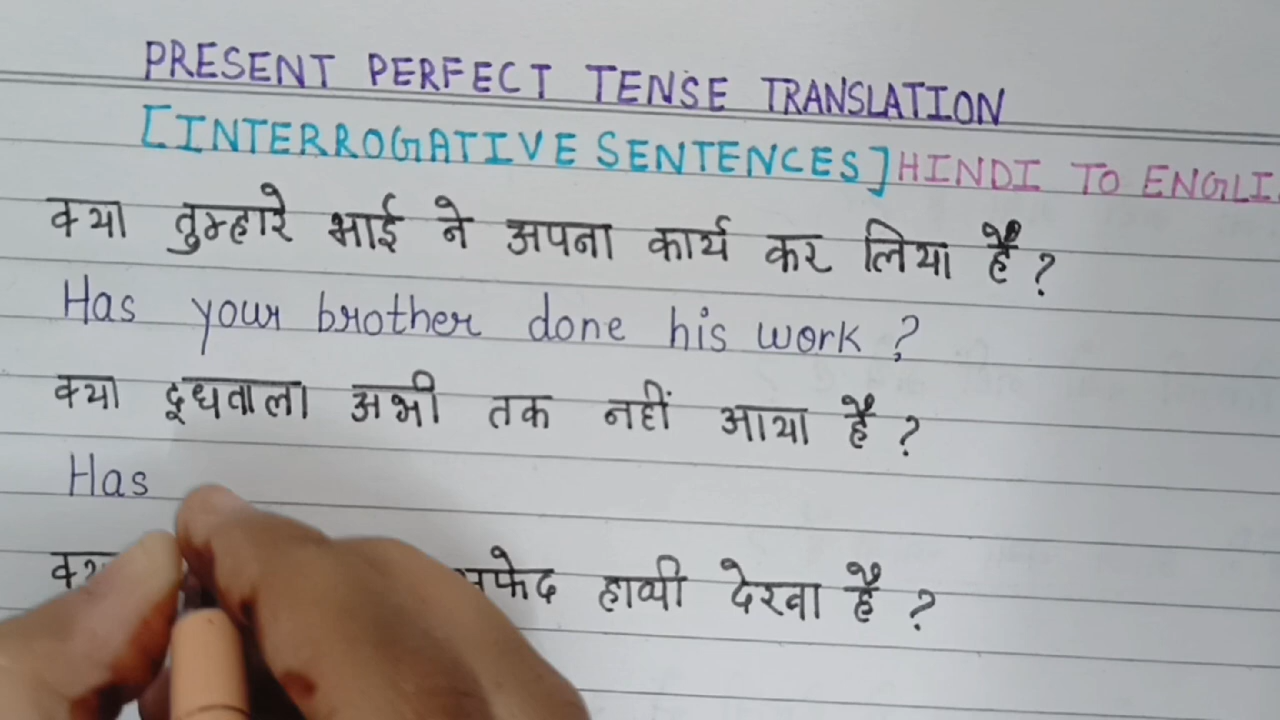 PRESENT PERFECT TENSE TRANSLATION
[INTERROGATIVE SENTENCES] HINDI TO ENGLI
क्या तुम्हारे भाई ने अपना कार्य कर लिया है ?
Has your brother done his work ?
क्या दूधवाला अभी तक नहीं आया है ?
Has
सफेद हाथी देखा है ?